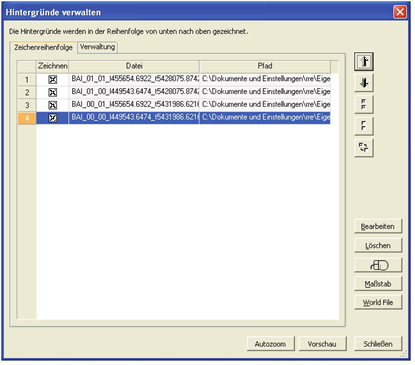 Hintergründe verwalten
Die Hintergründe werden in der Reihenfolge von unten nach oben gezeichnet.
Zeichenreihenfolge Verwaltung
Zeichnen Datei Pfad
1 BAI_01_01_l455654.6922_t5428075.874; C:\Dokumente und Einstellungen\rre\Eige
2 BAI_01_00_l449543.6474_t5428075.874; C:\Dokumente und Einstellungen\rre\Eige
3 BAI_00_01_l455654.6922_t5431986.621 C:\Dokumente und Einstellungen\rre\Eige
4 BAI_00_00_l449543.6474_t5431986.621 C:\Dokumente und Einstellungen\rre\Eige
Bearbeiten
Löschen
Maßstab
World File
Autozoom Vorschau Schließen